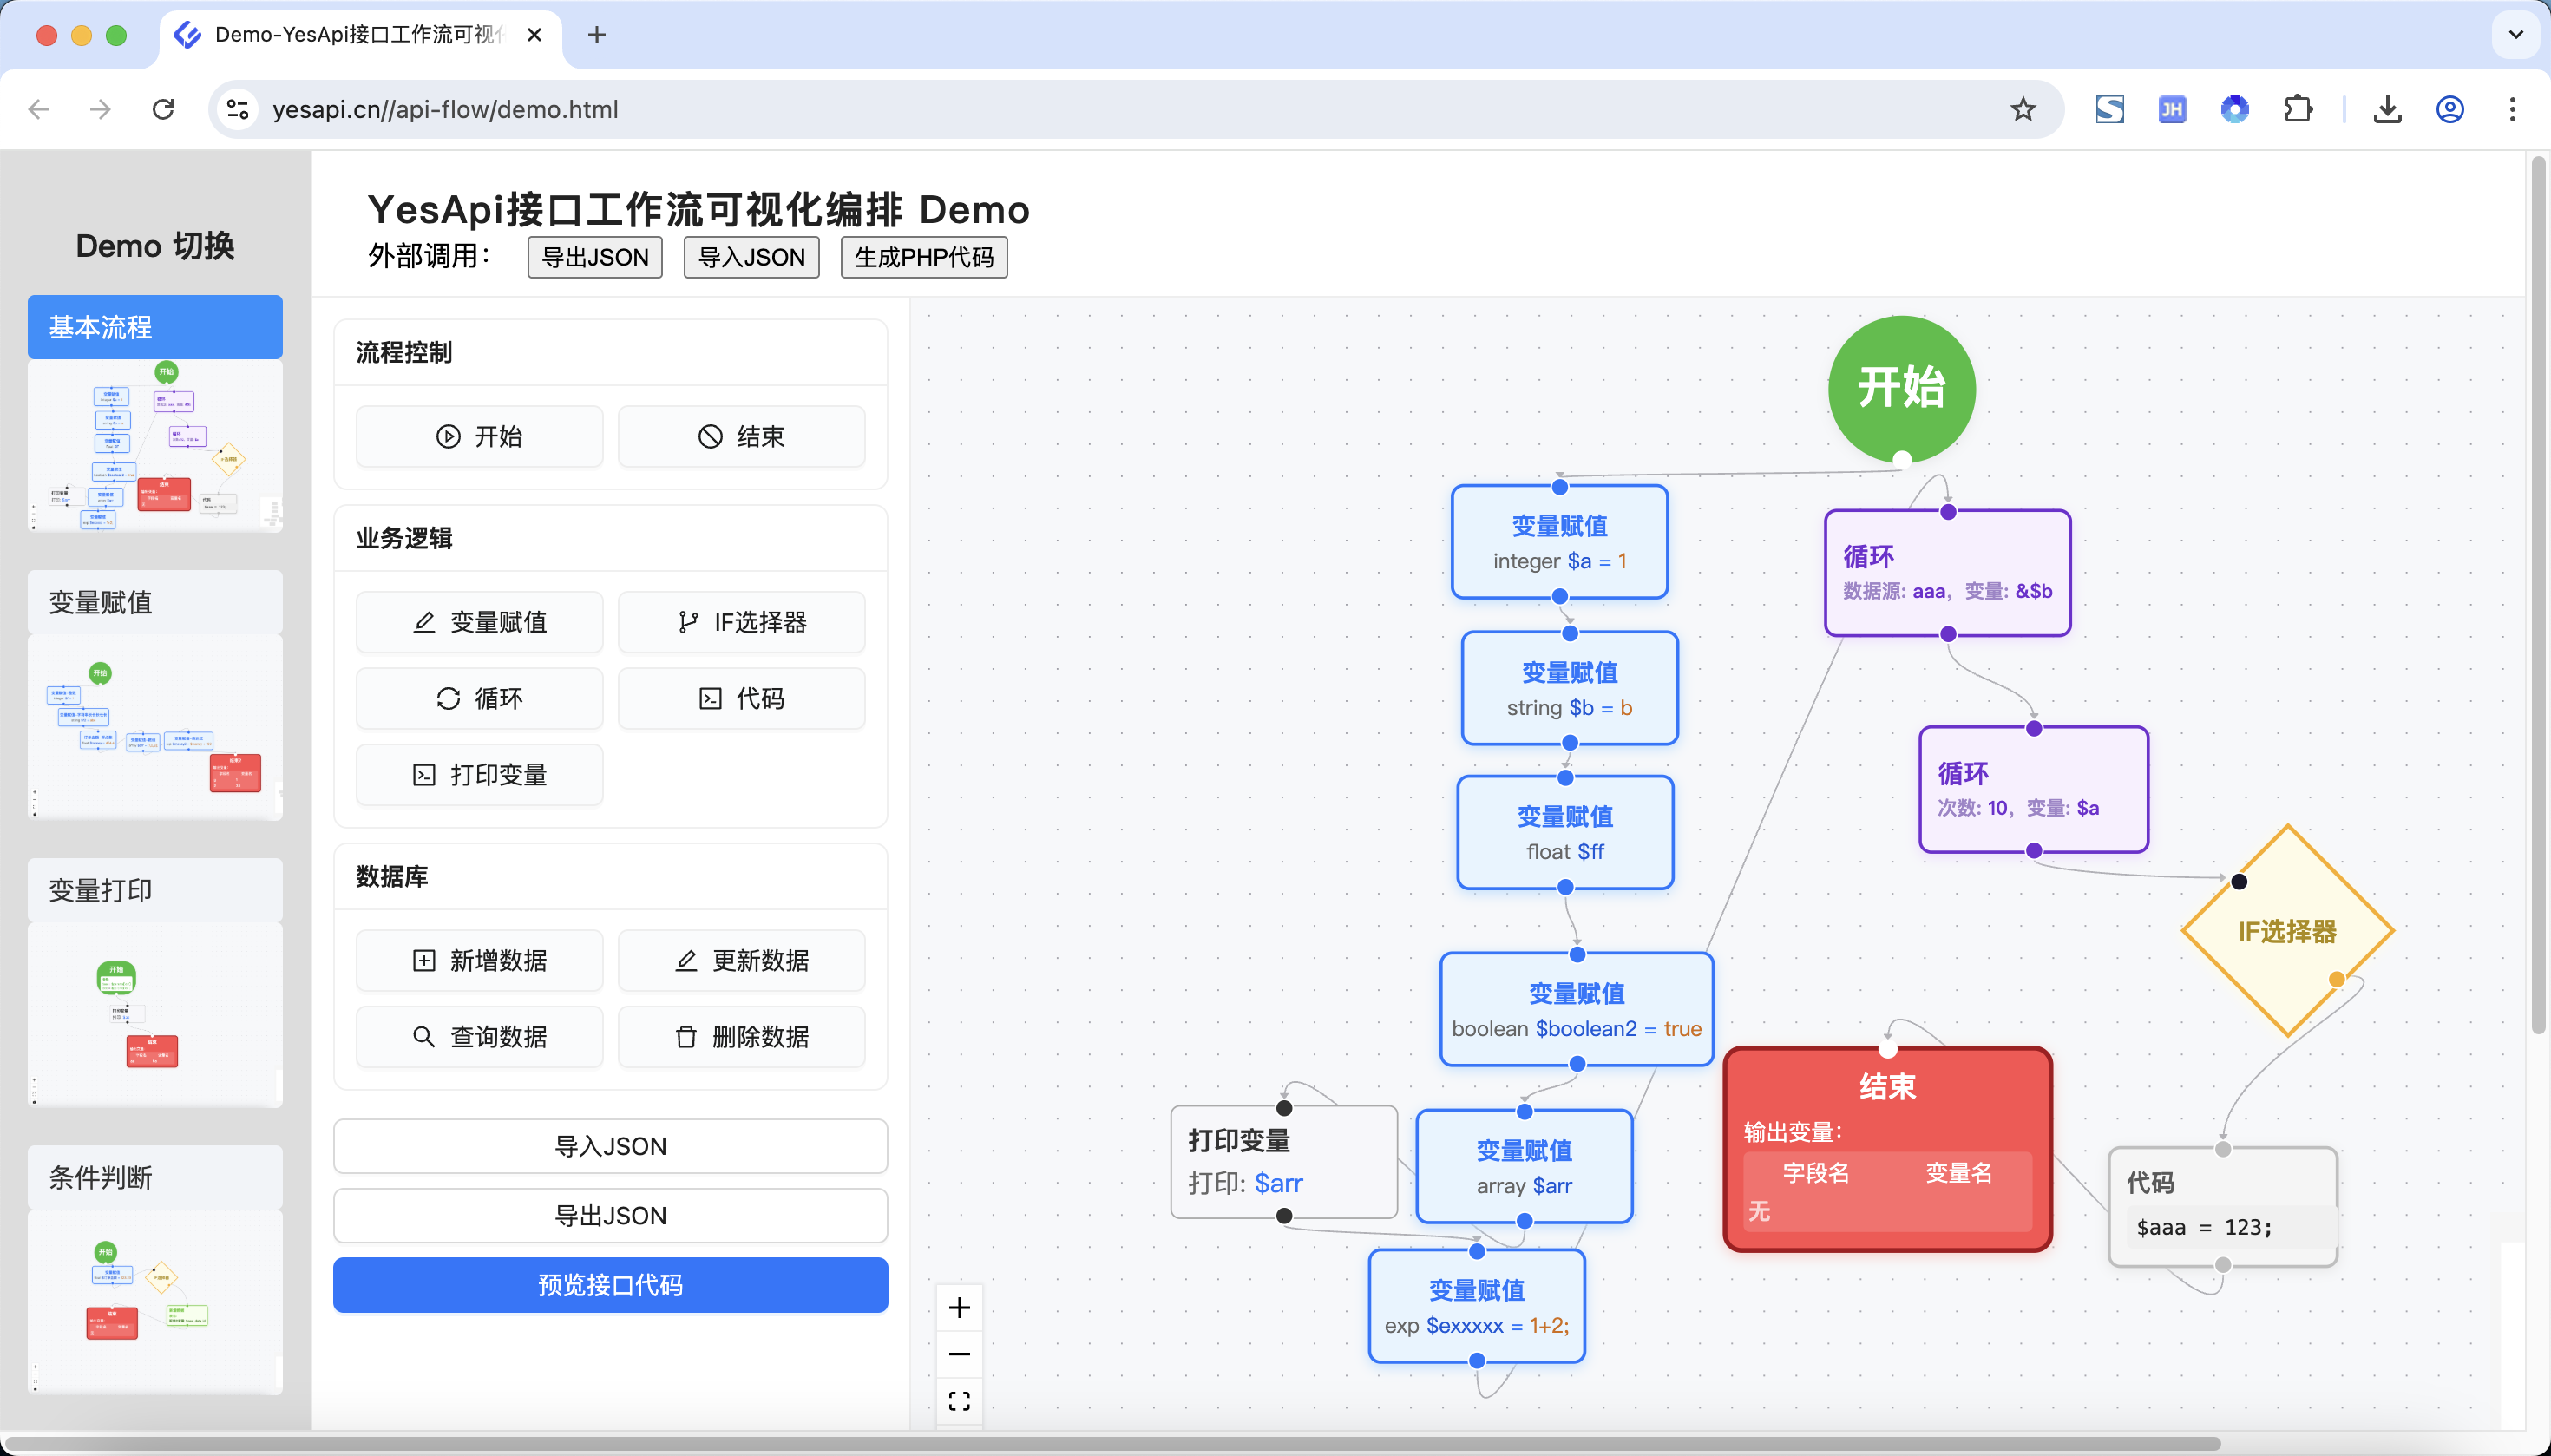 Demo-YesApi接口工作流可视化
yesapi.cn//api-flow/demo.html
JH
Demo 切换
基本流程
变量赋值
变量打印
条件判断
YesApi接口工作流可视化编排 Demo
外部调用：
导出JSON
导入JSON
生成PHP代码
流程控制
开始
结束
业务逻辑
变量赋值
IF选择器
循环
代码
打印变量
数据库
新增数据
更新数据
查询数据
删除数据
导入JSON
导出JSON
预览接口代码
开始
变量赋值
integer $a = 1
变量赋值
string $b = b
变量赋值
float $ff
变量赋值
boolean $boolean2 = true
变量赋值
array $arr
打印变量
打印: $arr
变量赋值
exp $exxxxx = 1+2;
循环
数据源: aaa，变量: &$b
循环
次数: 10，变量: $a
IF选择器
代码
$aaa = 123;
结束
输出变量：
字段名 变量名
无